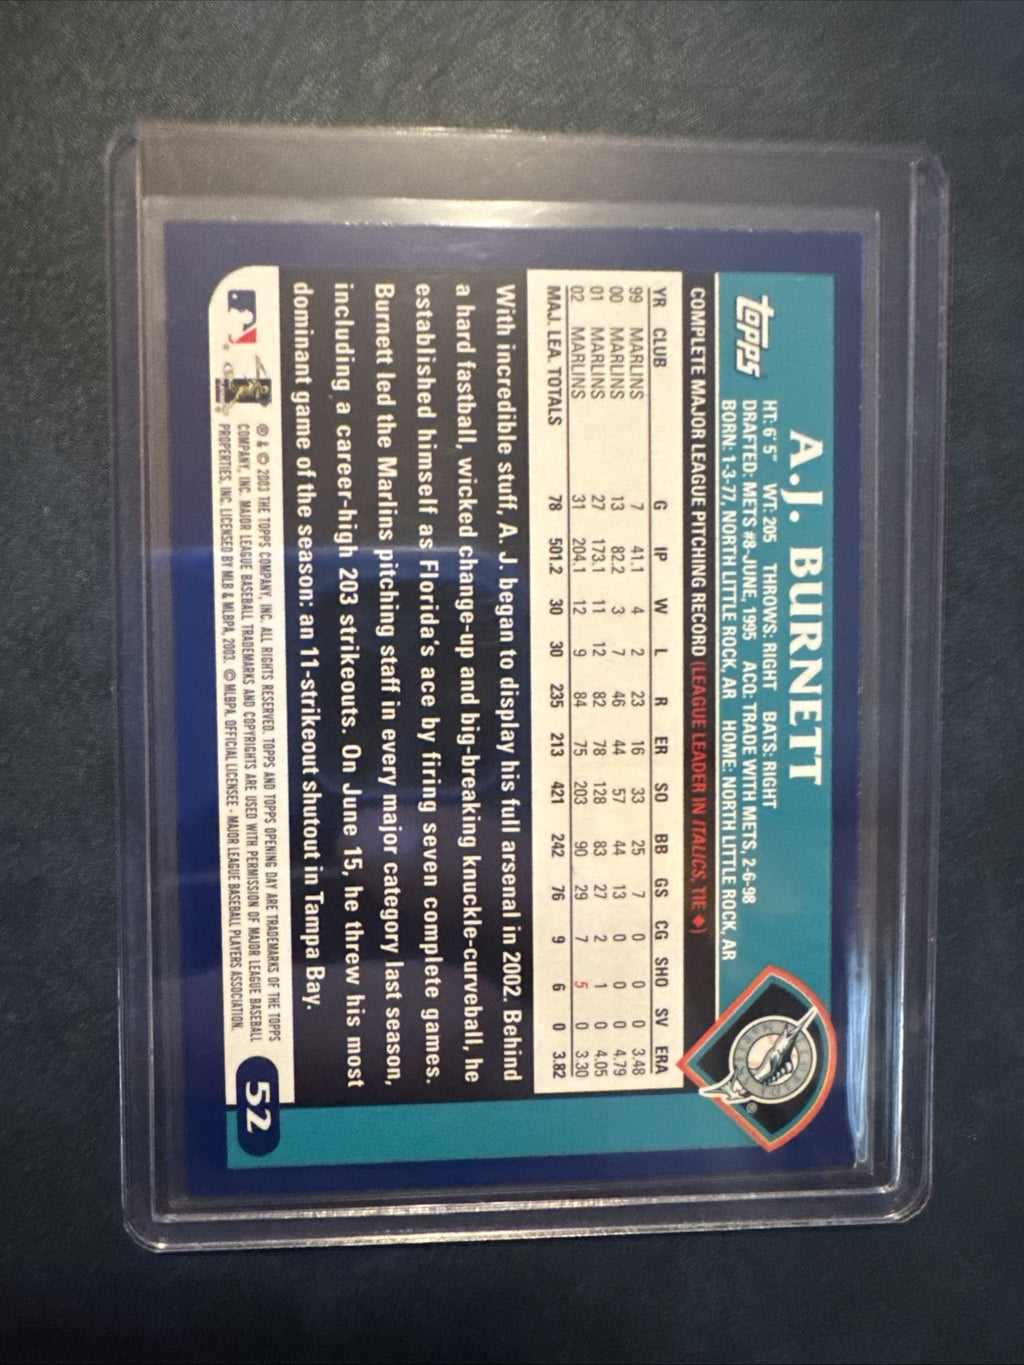 topps
A.J. BURNETT
HT: 6' 5" WT: 205 THROWS: RIGHT BATS: RIGHT
DRAFTED: METS #8-JUNE, 1995 ACQ: TRADE WITH METS, 2-6-98
BORN: 1-3-77, NORTH LITTLE ROCK, AR HOME: NORTH LITTLE ROCK, AR
COMPLETE MAJOR LEAGUE PITCHING RECORD (LEAGUE LEADER IN ITALICS, TIE ◆)
YR CLUB G IP W L R ER SO BB GS CG SHO SV ERA
99 MARLINS 7 41.1 4 2 23 16 33 25 7 0 0 0 3.48
00 MARLINS 13 82.2 3 7 46 44 57 44 13 0 0 0 4.79
01 MARLINS 27 173.1 11 12 82 78 128 83 27 2 1 0 4.05
02 MARLINS 31 204.1 12 9 84 75 203 90 29 7 5 0 3.30
MAJ. LEA. TOTALS 78 501.2 30 30 235 213 421 242 76 9 6 0 3.82
With incredible stuff, A. J. began to display his full arsenal in 2002. Behind
a hard fastball, wicked change-up and big-breaking knuckle-curveball, he
established himself as Florida's ace by firing seven complete games.
Burnett led the Marlins pitching staff in every major category last season,
including a career-high 203 strikeouts. On June 15, he threw his most
dominant game of the season: an 11-strikeout shutout in Tampa Bay.
® & © 2003 THE TOPPS COMPANY, INC. ALL RIGHTS RESERVED. TOPPS AND TOPPS OPENING DAY ARE TRADEMARKS OF THE TOPPS
COMPANY, INC. MAJOR LEAGUE BASEBALL TRADEMARKS AND COPYRIGHTS ARE USED WITH PERMISSION OF MAJOR LEAGUE BASEBALL
PROPERTIES, INC. LICENSED BY MLB & MLBPA, 2003. © MLBPA. OFFICIAL LICENSEE - MAJOR LEAGUE BASEBALL PLAYERS ASSOCIATION.
52